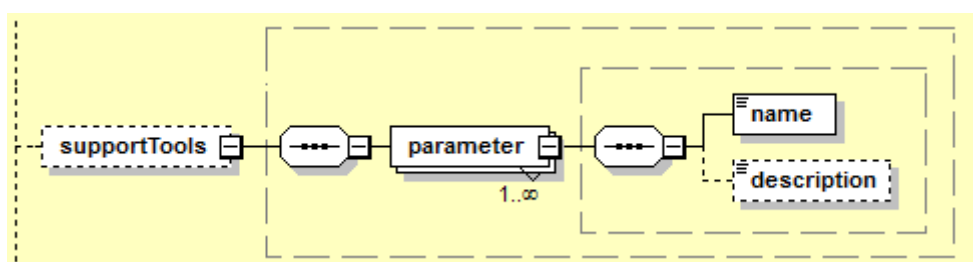 name
supportTools
parameter
1..∞
description